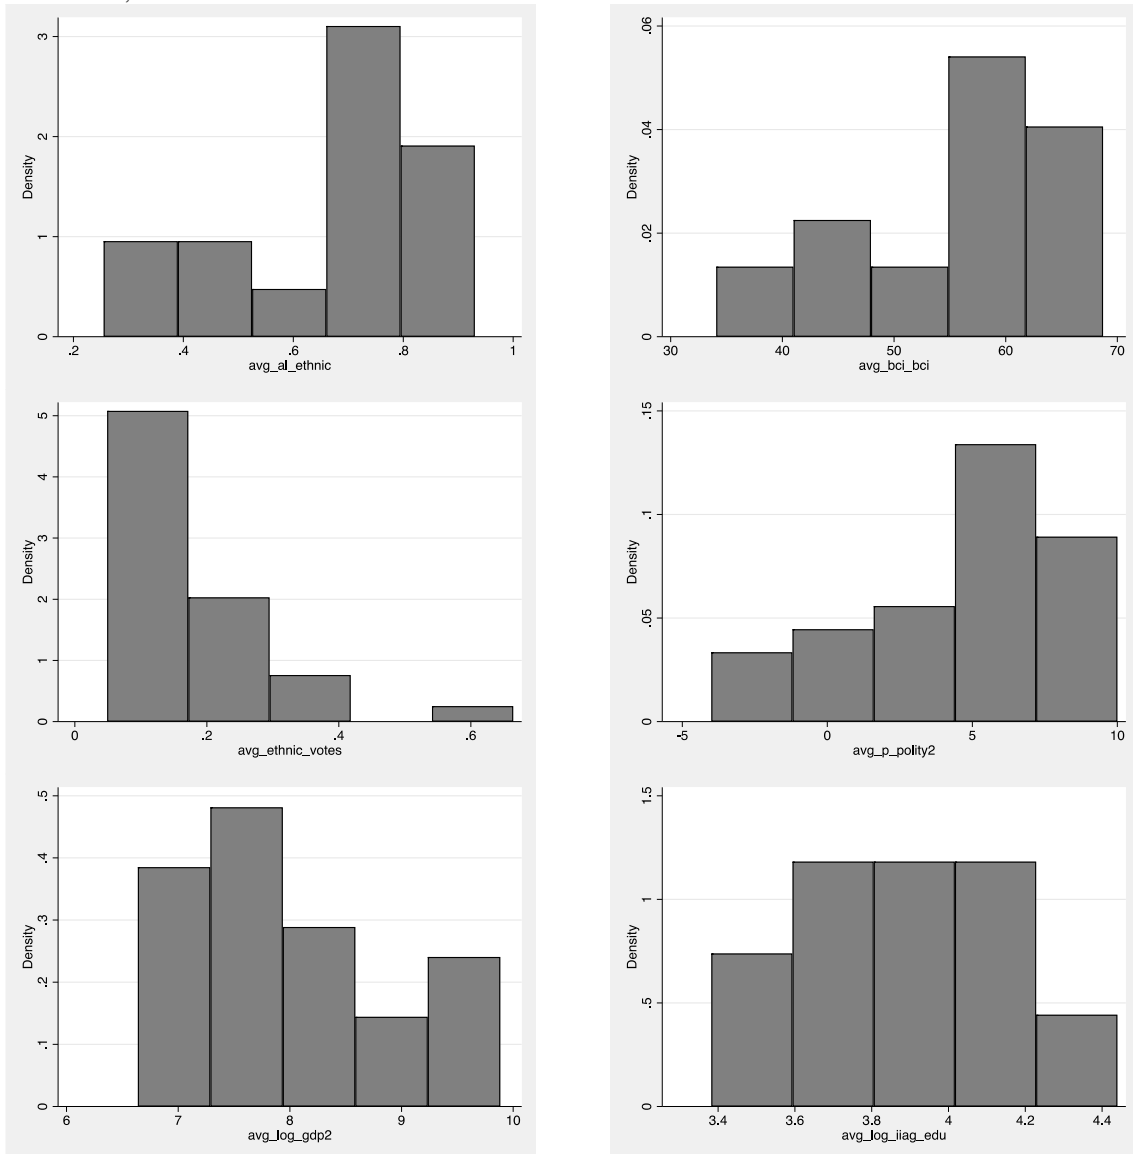 Density
0 1 2 3
.2 .4 .6 .8 1
avg_al_ethnic
Density
0 .02 .04 .06
30 40 50 60 70
avg_bci_bci
Density
0 1 2 3 4 5
0 .2 .4 .6
avg_ethnic_votes
Density
0 .05 .1 .15
-5 0 5 10
avg_p_polity2
Density
0 .1 .2 .3 .4 .5
6 7 8 9 10
avg_log_gdp2
Density
0 .5 1 1.5
3.4 3.6 3.8 4 4.2 4.4
avg_log_iiag_edu